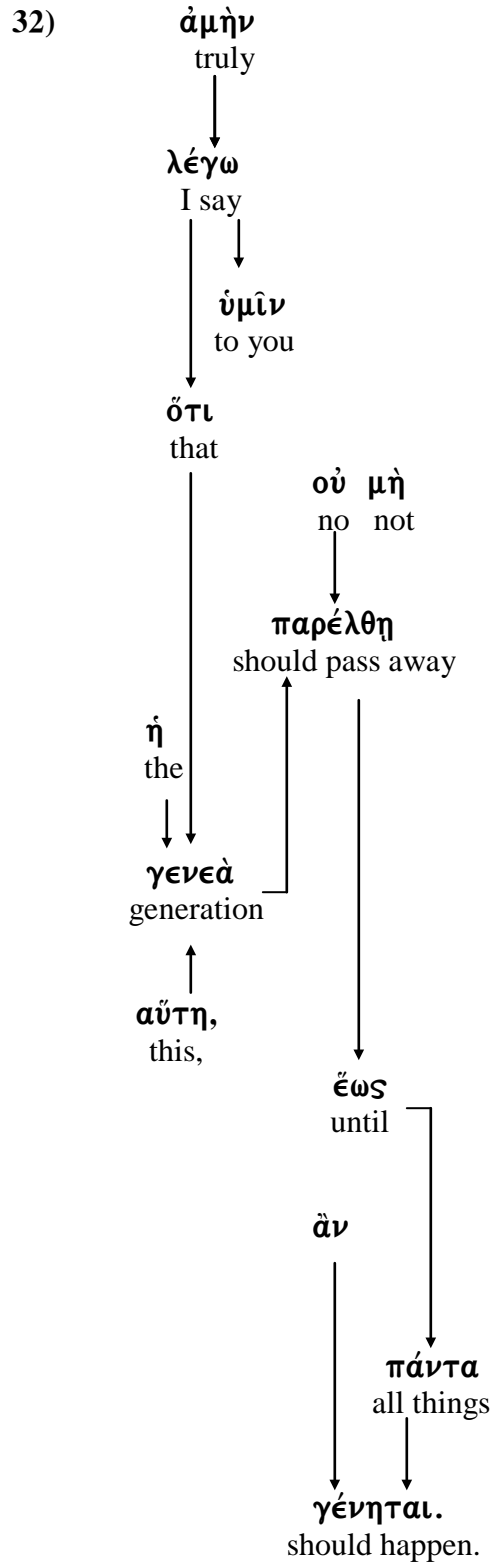 32) ἀμὴν
truly
λέγω
I say
ὑμῖν
to you
ὅτι
that
οὐ μὴ
no not
παρέλθῃ
should pass away
ἡ
the
γενεὰ
generation
αὕτη,
this,
ἕως
until
ἂν
πάντα
all things
γένηται.
should happen.